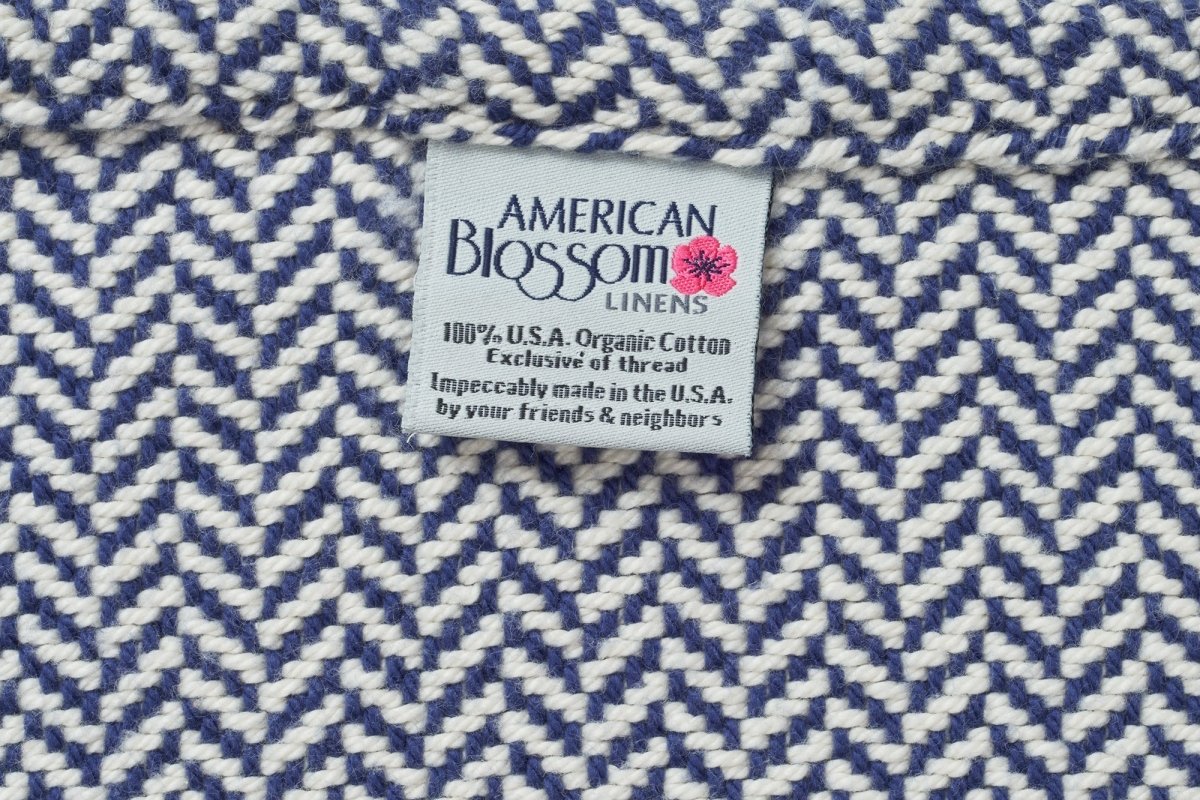 AMERICAN
Blossom
LINENS
100% U.S.A. Organic Cotton
Exclusive of thread
Impeccably made in the U.S.A.
by your friends & neighbors